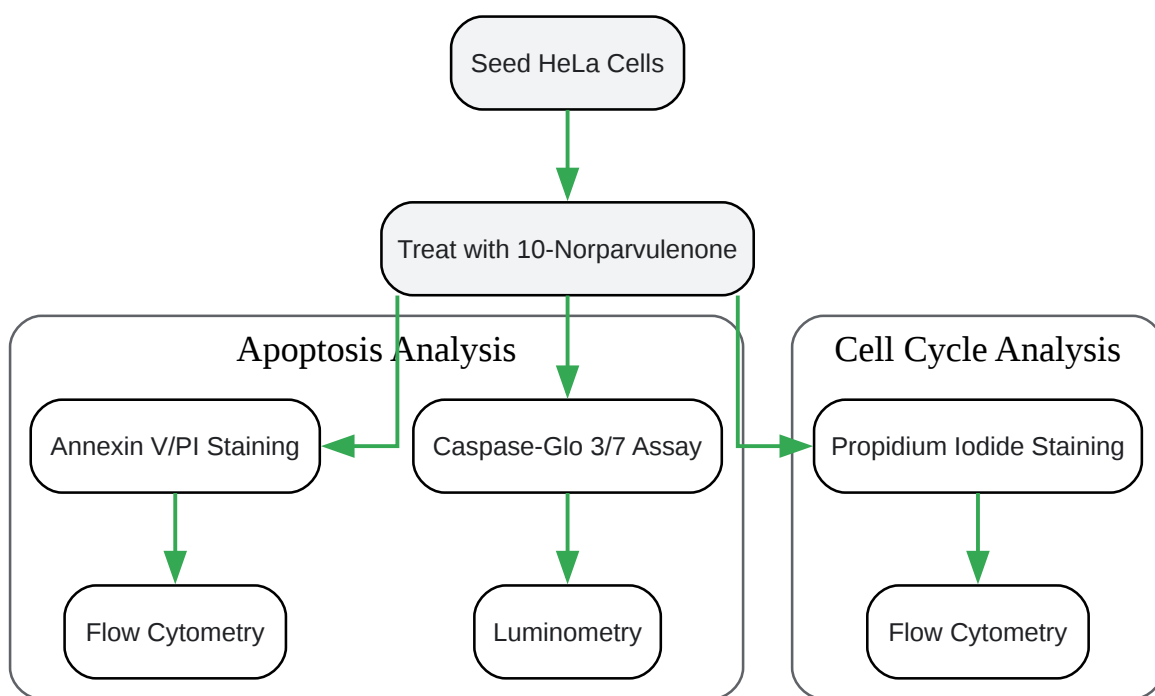 Seed HeLa Cells
Treat with 10-Norparvulenone
Apoptosis Analysis
Cell Cycle Analysis
Annexin V/PI Staining
Caspase-Glo 3/7 Assay
Propidium Iodide Staining
Flow Cytometry
Luminometry
Flow Cytometry